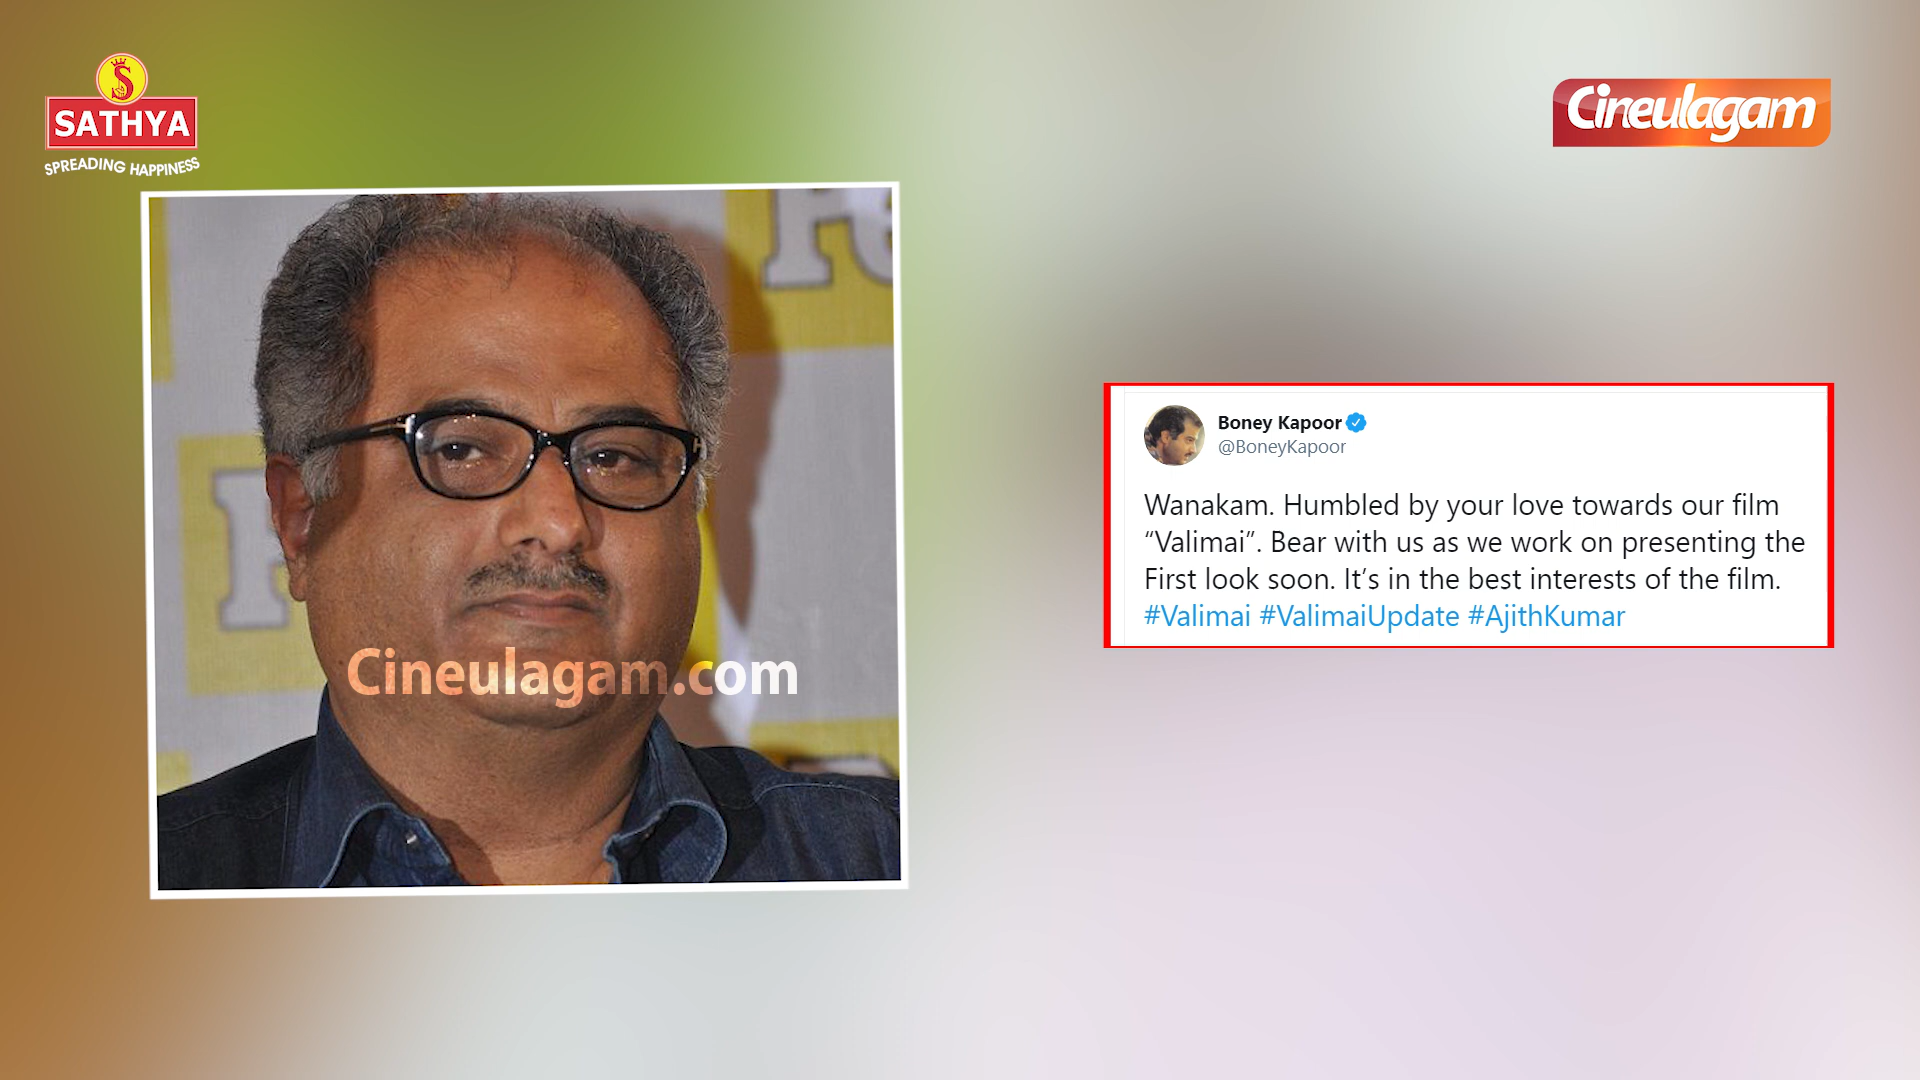 S
SATHYA
SPREADING HAPPINESS
Cineulagam
Cineulagam.com
Boney Kapoor
@BoneyKapoor
Wanakam. Humbled by your love towards our film
“Valimai”. Bear with us as we work on presenting the
First look soon. It’s in the best interests of the film.
#Valimai #ValimaiUpdate #AjithKumar